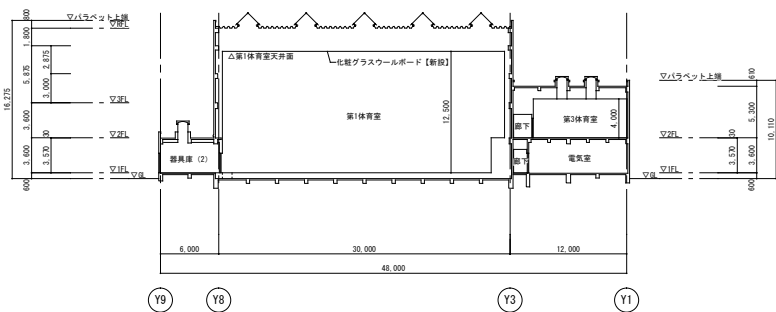 ▽パラペット上端
▽RFL
800
1,800
2,875
5,875
3,000
16,275
▽3FL
3,600
▽2FL
30
3,600
3,570
▽1FL
600
▽GL
△第1体育室天井面
化粧グラスウールボード【新設】
第1体育室
12,500
器具庫（2）
廊下
第3体育室
4,000
廊下
電気室
▽パラペット上端
610
5,300
10,110
▽2FL
30
3,570
3,600
▽1FL
▽GL
600
6,000
30,000
12,000
48,000
Y9
Y8
Y3
Y1